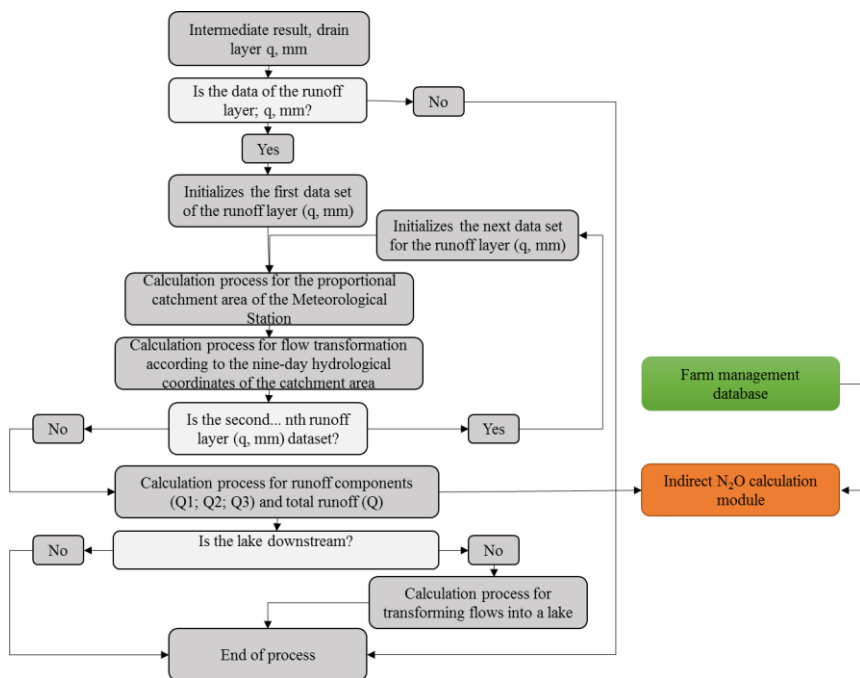 Intermediate result, drain
layer q, mm
Is the data of the runoff
layer; q, mm?
No
Yes
Initializes the first data set
of the runoff layer (q, mm)
Initializes the next data set
for the runoff layer (q, mm)
Calculation process for the proportional
catchment area of the Meteorological
Station
Calculation process for flow transformation
according to the nine-day hydrological
coordinates of the catchment area
Farm management
database
No
Is the second... nth runoff
layer (q, mm) dataset?
Yes
Calculation process for runoff components
(Q1; Q2; Q3) and total runoff (Q)
Indirect N₂O calculation
module
No
Is the lake downstream?
No
Calculation process for
transforming flows into a lake
End of process